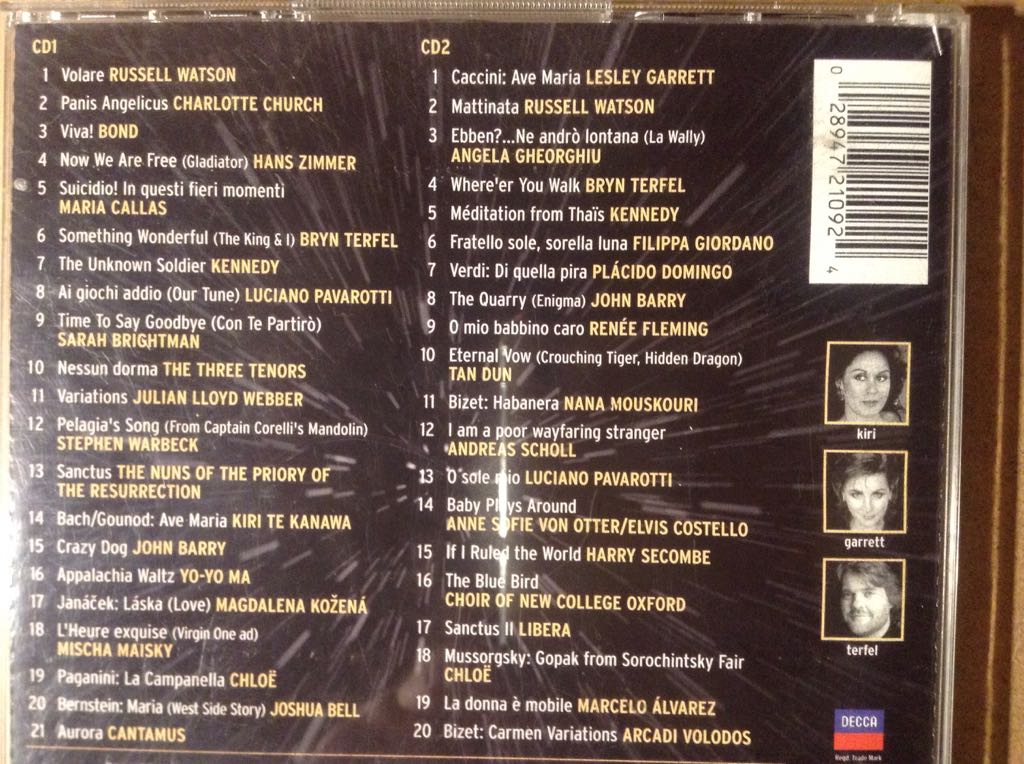 CD1
1 Volare RUSSELL WATSON
2 Panis Angelicus CHARLOTTE CHURCH
3 Viva! BOND
4 Now We Are Free (Gladiator) HANS ZIMMER
5 Suicidio! In questi fieri momenti
MARIA CALLAS
6 Something Wonderful (The King & I) BRYN TERFEL
7 The Unknown Soldier KENNEDY
8 Ai giochi addio (Our Tune) LUCIANO PAVAROTTI
9 Time To Say Goodbye (Con Te Partirò)
SARAH BRIGHTMAN
10 Nessun dorma THE THREE TENORS
11 Variations JULIAN LLOYD WEBBER
12 Pelagia's Song (From Captain Corelli's Mandolin)
STEPHEN WARBECK
13 Sanctus THE NUNS OF THE PRIORY OF
THE RESURRECTION
14 Bach/Gounod: Ave Maria KIRI TE KANAWA
15 Crazy Dog JOHN BARRY
16 Appalachia Waltz YO-YO MA
17 Janáček: Láska (Love) MAGDALENA KOŽENÁ
18 L'Heure exquise (Virgin One ad)
MISCHA MAISKY
19 Paganini: La Campanella CHLOË
20 Bernstein: Maria (West Side Story) JOSHUA BELL
21 Aurora CANTAMUS
CD2
1 Caccini: Ave Maria LESLEY GARRETT
2 Mattinata RUSSELL WATSON
3 Ebben?...Ne andrò lontana (La Wally)
ANGELA GHEORGHIU
4 Where'er You Walk BRYN TERFEL
5 Méditation from Thaïs KENNEDY
6 Fratello sole, sorella luna FILIPPA GIORDANO
7 Verdi: Di quella pira PLÁCIDO DOMINGO
8 The Quarry (Enigma) JOHN BARRY
9 O mio babbino caro RENÉE FLEMING
10 Eternal Vow (Crouching Tiger, Hidden Dragon)
TAN DUN
11 Bizet: Habanera NANA MOUSKOURI
12 I am a poor wayfaring stranger
ANDREAS SCHOLL
13 O sole mio LUCIANO PAVAROTTI
14 Baby Plays Around
ANNE SOFIE VON OTTER/ELVIS COSTELLO
15 If I Ruled the World HARRY SECOMBE
16 The Blue Bird
CHOIR OF NEW COLLEGE OXFORD
17 Sanctus II LIBERA
18 Mussorgsky: Gopak from Sorochintsky Fair
CHLOË
19 La donna è mobile MARCELO ÁLVAREZ
20 Bizet: Carmen Variations ARCADI VOLODOS
0 28947 21092 4
kiri
garrett
terfel
DECCA
Regd. Trade Mark